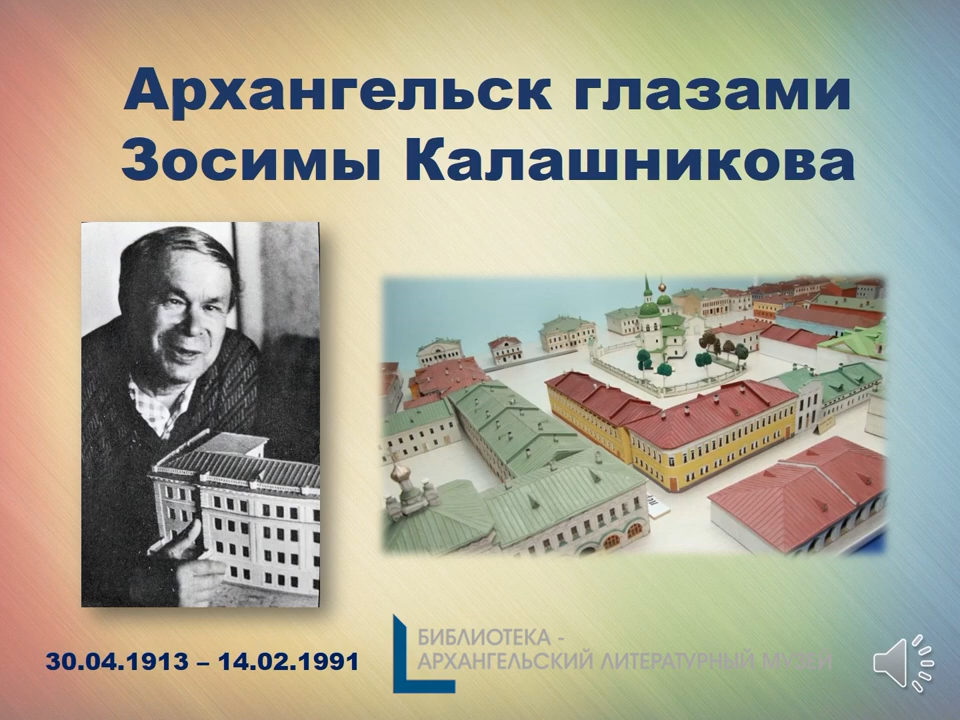 Архангельск глазами
Зосимы Калашникова
30.04.1913 – 14.02.1991
БИБЛИОТЕКА -
АРХАНГЕЛЬСКИЙ ЛИТЕРАТУРНЫЙ МУЗЕЙ